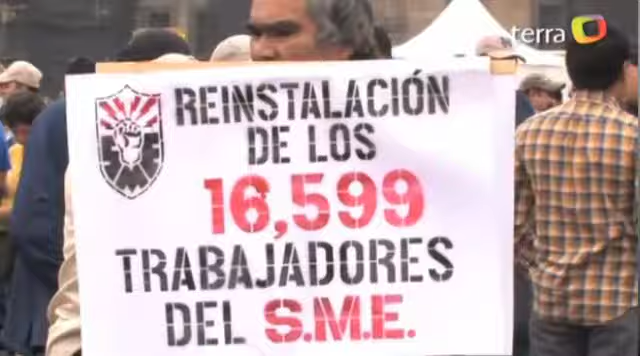 terra
REINSTALACIÓN
DE LOS
16,599
TRABAJADORES
DEL S.M.E.